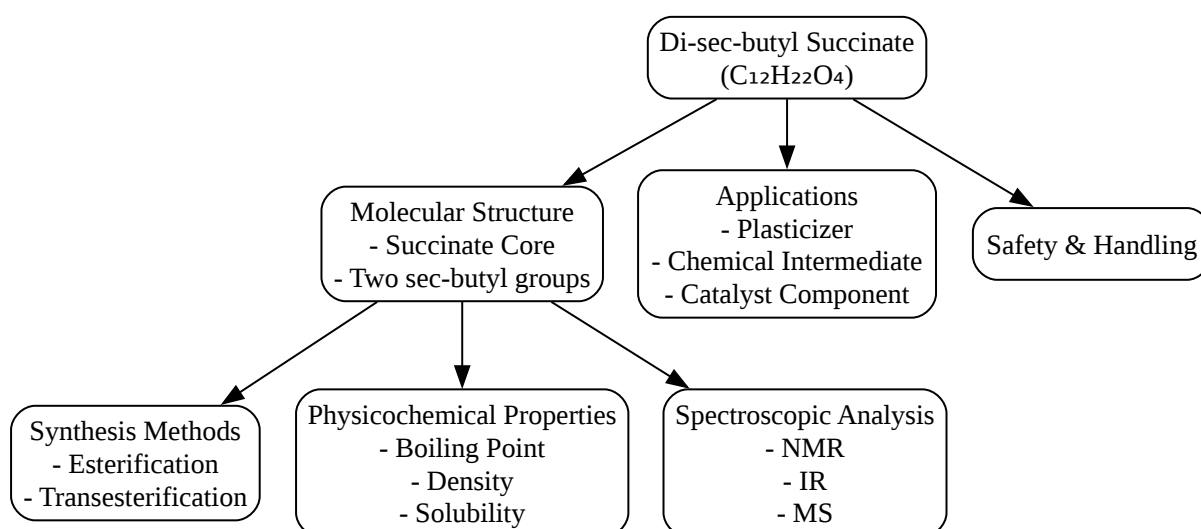 Di-sec-butyl Succinate
(C₁₂H₂₂O₄)
Molecular Structure
- Succinate Core
- Two sec-butyl groups
Applications
- Plasticizer
- Chemical Intermediate
- Catalyst Component
Safety & Handling
Synthesis Methods
- Esterification
- Transesterification
Physicochemical Properties
- Boiling Point
- Density
- Solubility
Spectroscopic Analysis
- NMR
- IR
- MS